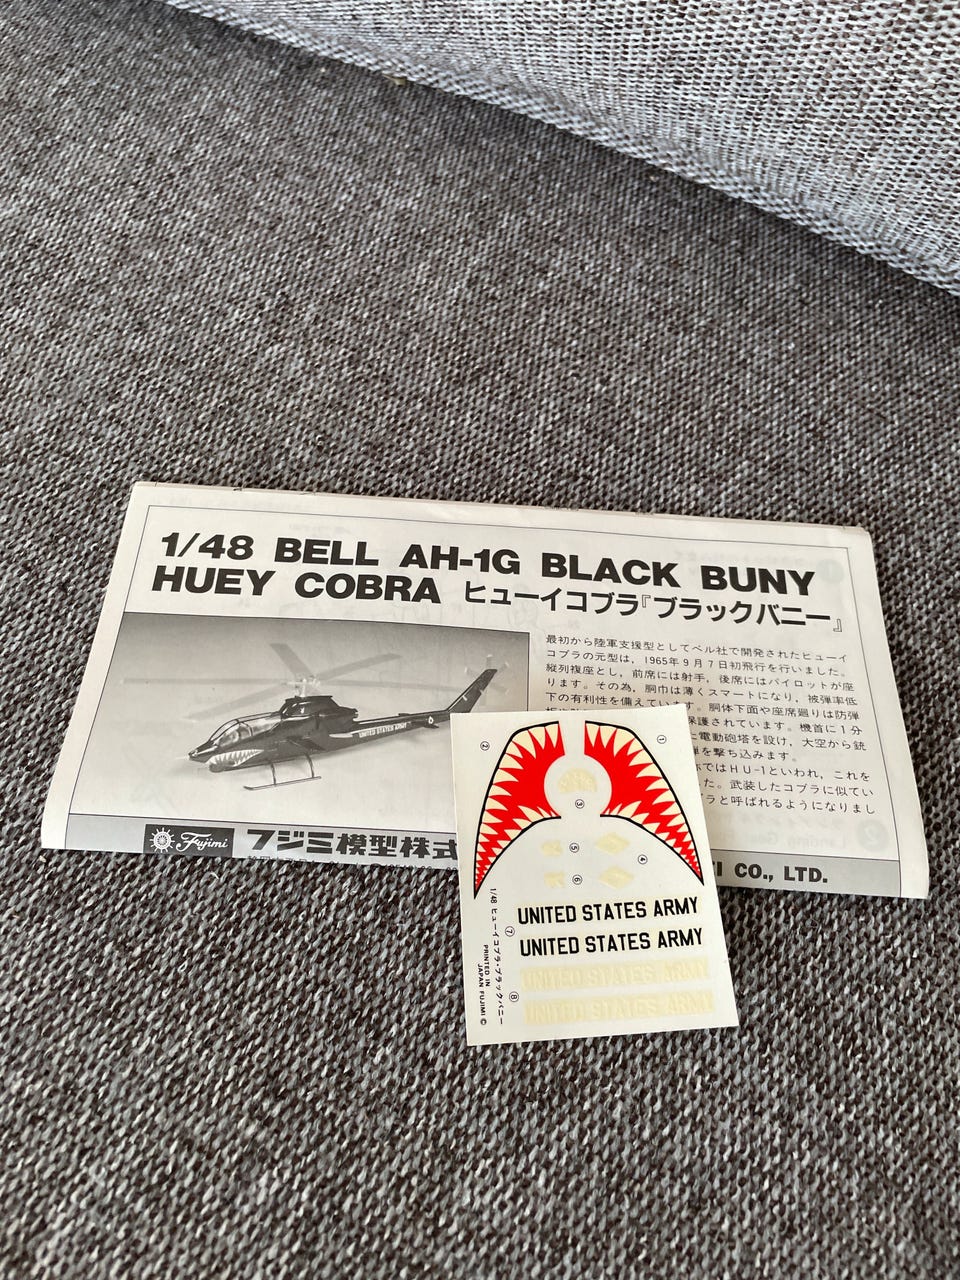 1/48 BELL AH-1G BLACK BUNY
HUEY COBRA ヒューイコブラ『ブラックバニー』
最初から陸軍支援型としてベル社で開発されたヒューイ
コブラの元型は，1965年9月7日初飛行を行いました。
縦列複座とし，前席には射手，後席にはパイロットが座
ります。その為，胴巾は薄くスマートになり，被弾率低
下の有利性を備えています。胴体下面や座席廻りは防弾
保護されています。機首に1分
電動砲塔を設け，大空から銃
弾を撃ち込みます。
ではHU-1といわれ，これを
た。武装したコブラに似てい
ラと呼ばれるようになりまし
UNITED STATES ARMY
Fujimi フジミ模型株式
CO., LTD.
② ①
③
⑤ ④
⑥
UNITED STATES ARMY
⑦ UNITED STATES ARMY
UNITED STATES ARMY
⑧ UNITED STATES ARMY
1/48 ヒューイコブラ・ブラックバニー
PRINTED IN
JAPAN FUJIMI ©